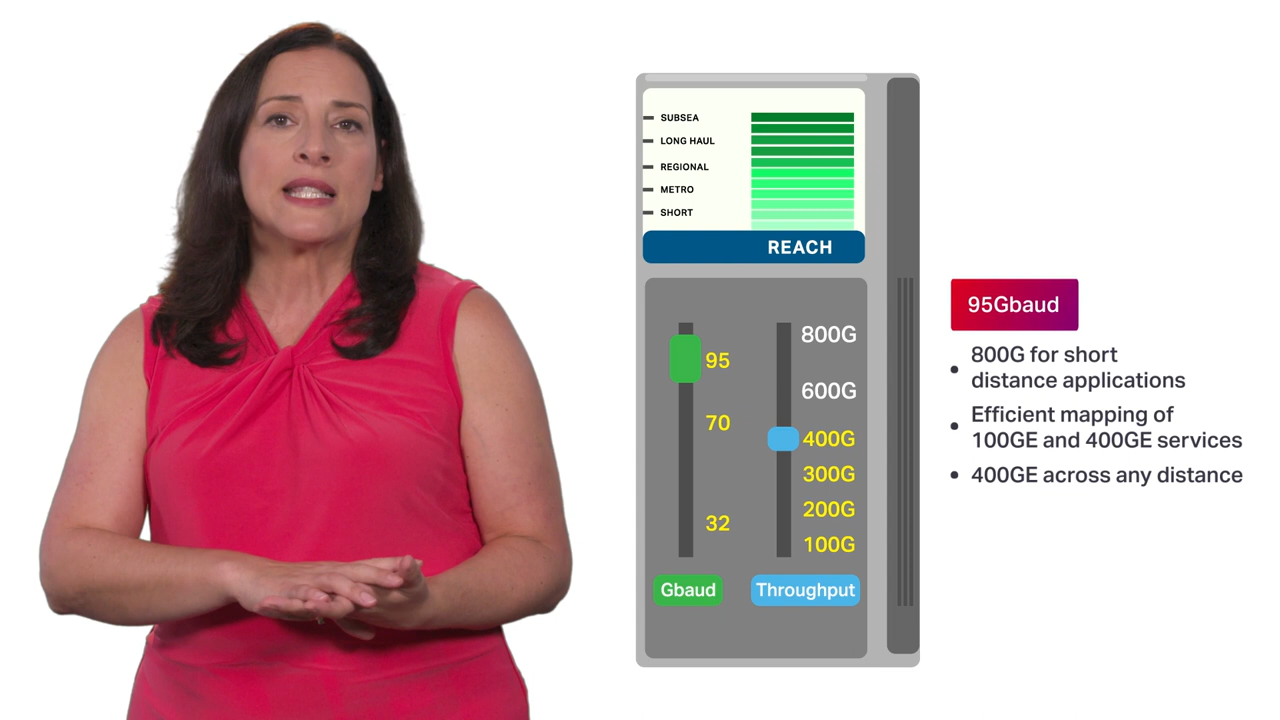 SUBSEA
LONG HAUL
REGIONAL
METRO
SHORT
REACH
95
70
32
Gbaud
800G
600G
400G
300G
200G
100G
Throughput
95Gbaud
• 800G for short
distance applications
• Efficient mapping of
100GE and 400GE services
• 400GE across any distance